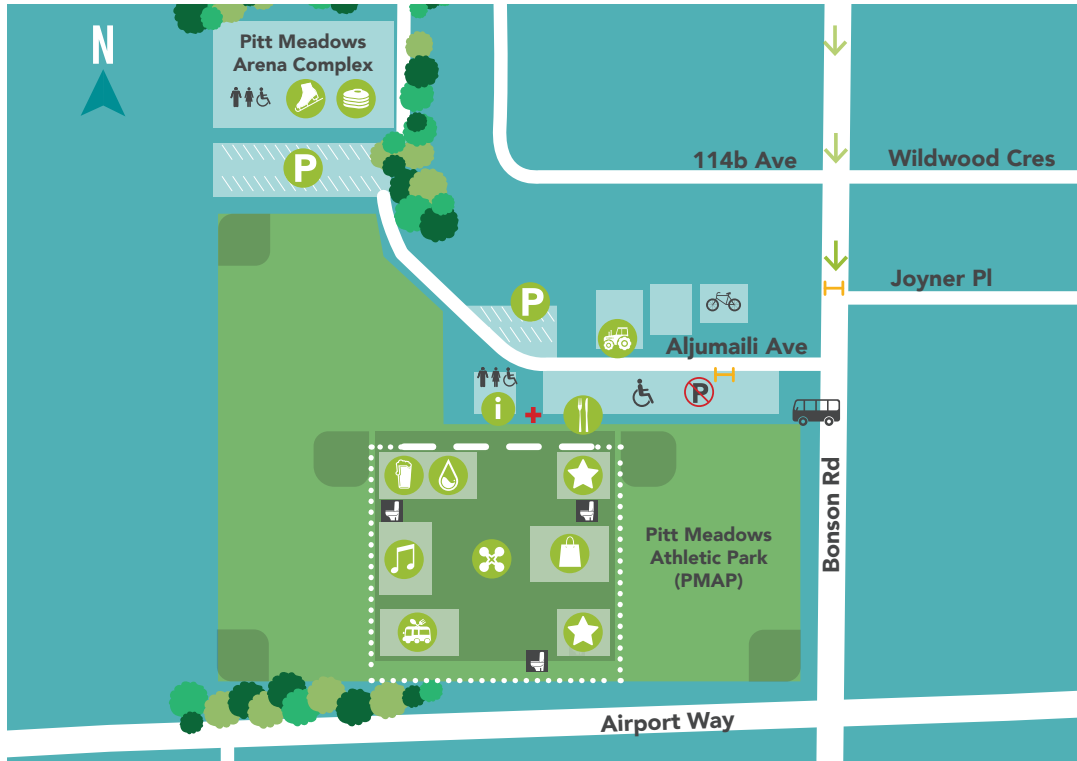 N
Pitt Meadows
Arena Complex
P
114b Ave
Wildwood Cres
Joyner Pl
P
Aljumaili Ave
i
P
Bonson Rd
Pitt Meadows
Athletic Park
(PMAP)
Airport Way